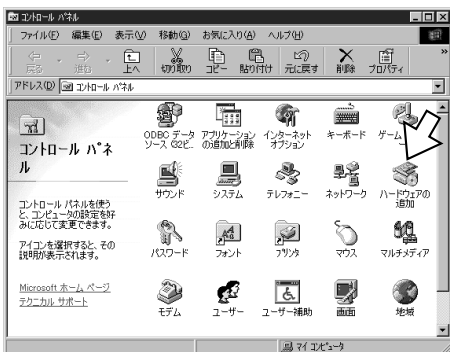 コントロール パネル
ファイル(F) 編集(E) 表示(V) 移動(G) お気に入り(A) ヘルプ(H)
戻る 進む 上へ 切り取り コピー 貼り付け 元に戻す 削除 プロパティ »
アドレス(D) コントロール パネル
コントロール パネ
ル
コントロール パネルを使う
と、コンピュータの設定を好
みに応じて変更できます。
アイコンを選択すると、その
説明が表示されます。
Microsoft ホーム ページ
テクニカル サポート
ODBC データ
ソース (32ビ...
アプリケーション
の追加と削除
インターネット
オプション
キーボード
ゲーム
サウンド
システム
テレフォニー
ネットワーク
ハードウェアの
追加
パスワード
フォント
プリンタ
マウス
マルチメディア
モデム
ユーザー
ユーザー補助
画面
地域
マイ コンピュータ